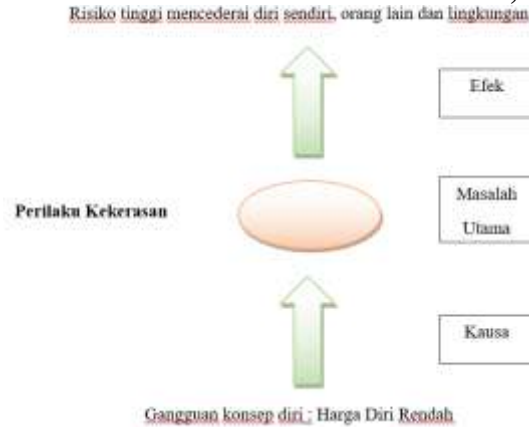 Risiko tinggi mencederai diri sendiri, orang lain dan lingkungan
Efek
Perilaku Kekerasan
Masalah
Utama
Kausa
Gangguan konsep diri : Harga Diri Rendah